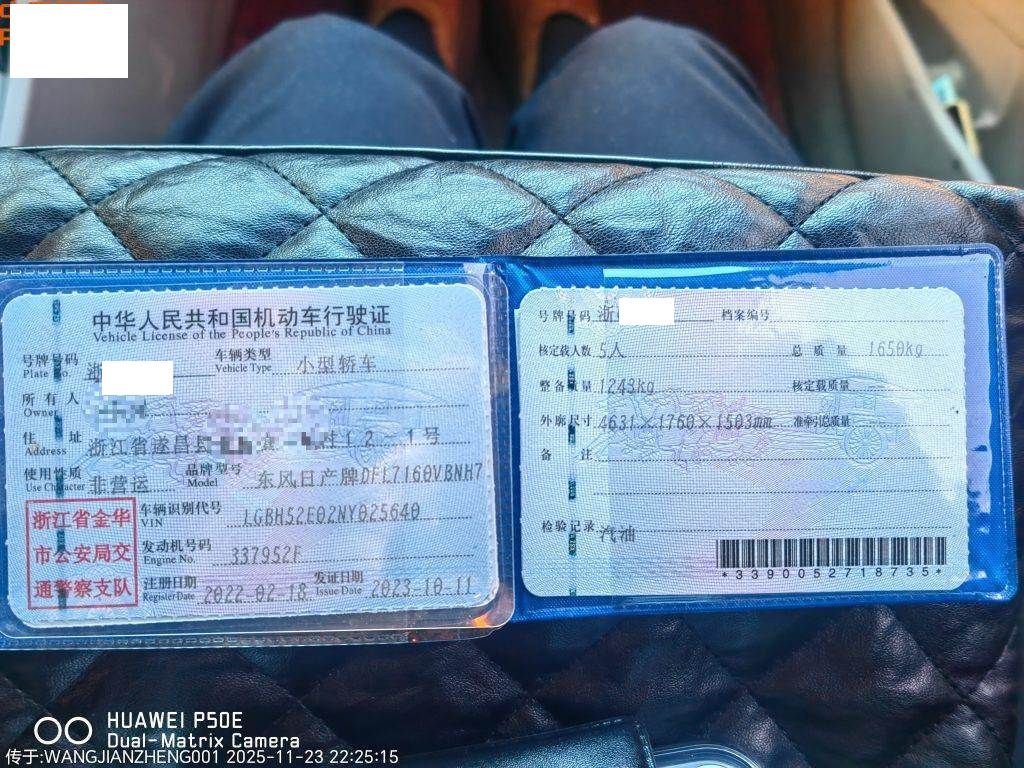 中华人民共和国机动车行驶证
Vehicle License of the People's Republic of China
号牌号码 浙 车辆类型 小型轿车
Plate No. Vehicle Type
所有人
Owner
住址 浙江省遂昌县 村12-1号
Address
使用性质 非营运 品牌型号 东风日产牌DFL7160VBNH7
Use Character Model
浙江省金华
市公安局交
通警察支队
车辆识别代号 LGBH52E02NY025640
VIN
发动机号码 337952F
Engine No.
注册日期 2022-02-18 发证日期 2023-10-11
Register Date Issue Date
号牌号码 浙 档案编号
核定载人数 5人 总质量 1650kg
整备质量 1243kg 核定载质量
外廓尺寸 4631×1760×1503mm 准牵引总质量
备注
检验记录 汽油
*3390052718735*
HUAWEI P50E
Dual-Matrix Camera
传于:WANGJIANZHENG001 2025-11-23 22:25:15